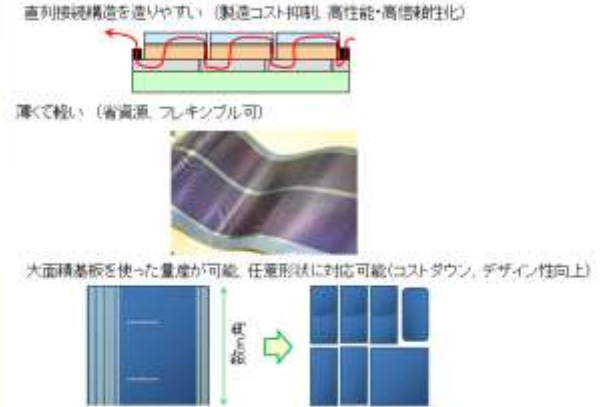 直列接続構造を造りやすい （製造コスト抑制、高性能・高信頼性化）
薄くて軽い （省資源、フレキシブル可）
大面積基板を使った量産が可能、任意形状に対応可能(コストダウン、デザイン性向上)
数m角